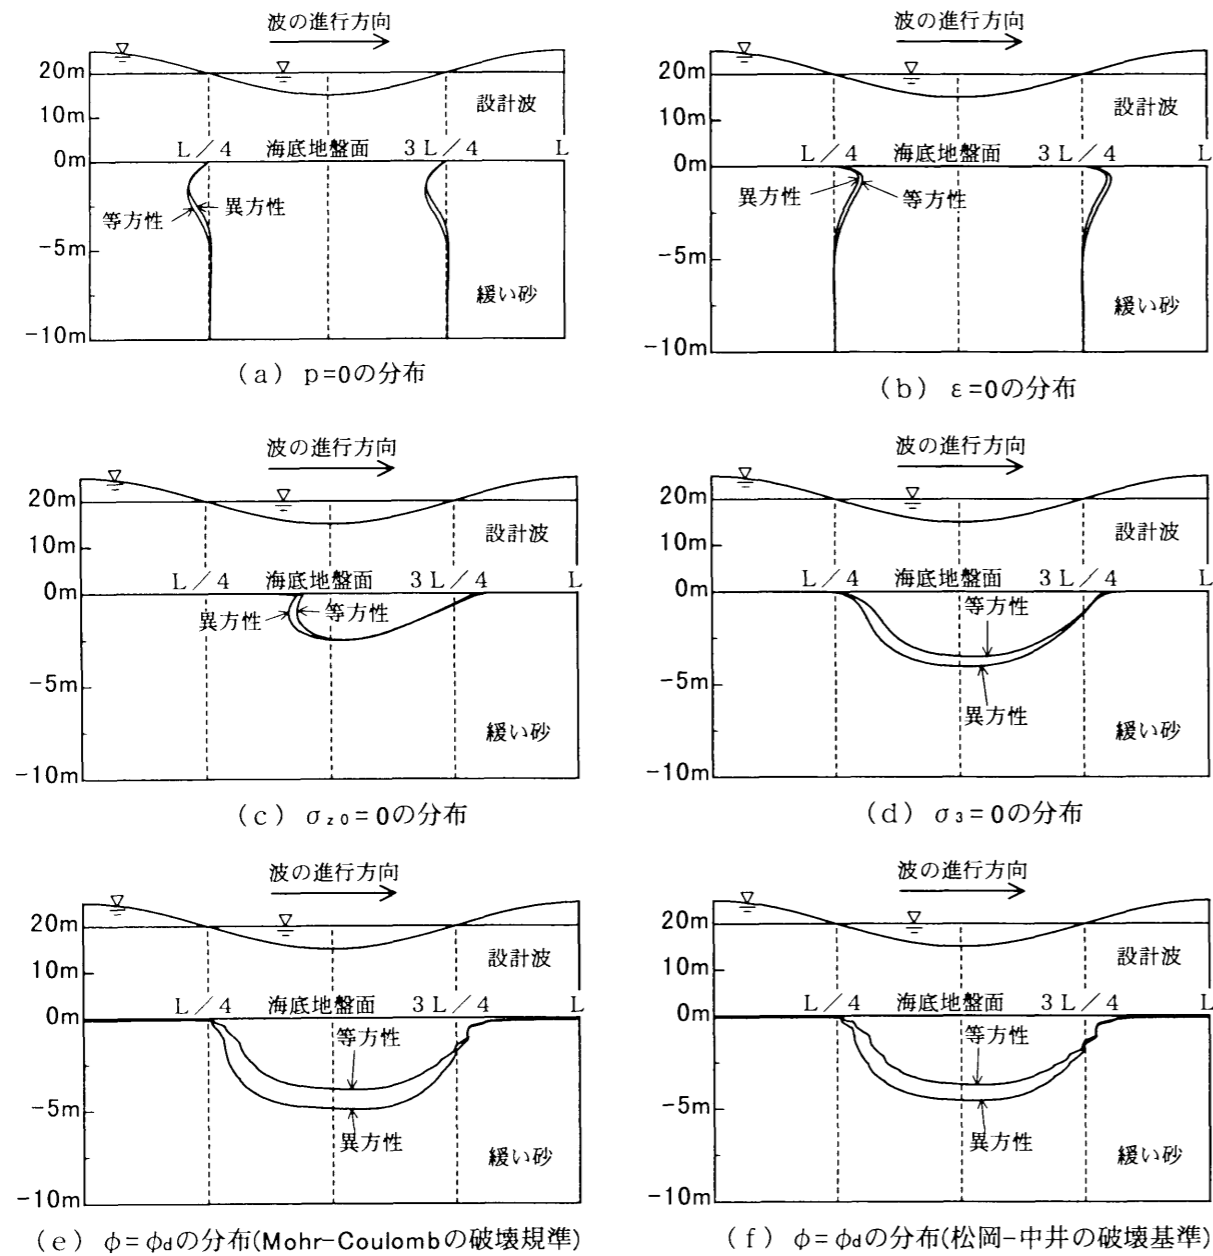 波の進行方向
20m
10m
設計波
L/4 海底地盤面 3L/4 L
0m
等方性 異方性
-5m
緩い砂
-10m
(a) p=0の分布
波の進行方向
20m
10m
設計波
L/4 海底地盤面 3L/4 L
0m
異方性 等方性
-5m
緩い砂
-10m
(b) ε=0の分布
波の進行方向
20m
10m
設計波
L/4 海底地盤面 3L/4 L
0m
異方性 等方性
-5m
緩い砂
-10m
(c) σz0=0の分布
波の進行方向
20m
10m
設計波
L/4 海底地盤面 3L/4 L
0m
等方性
-5m
異方性
緩い砂
-10m
(d) σ3=0の分布
波の進行方向
20m
10m
設計波
L/4 海底地盤面 3L/4 L
0m
等方性
-5m
異方性
緩い砂
-10m
(e) φ=φdの分布(Mohr-Coulombの破壊規準)
波の進行方向
20m
10m
設計波
L/4 海底地盤面 3L/4 L
0m
等方性
-5m
異方性
緩い砂
-10m
(f) φ=φdの分布(松岡-中井の破壊基準)